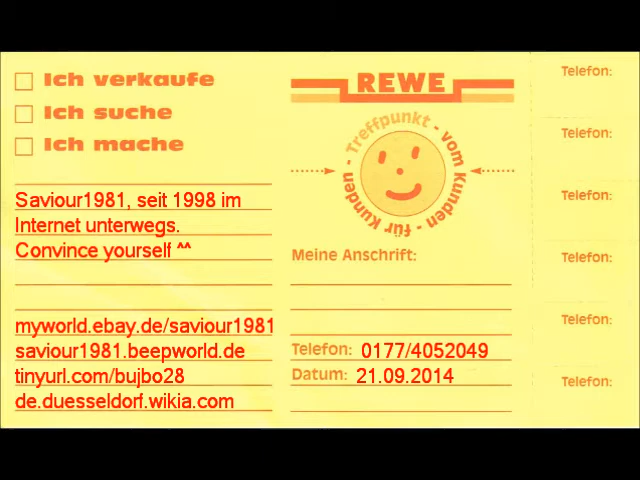 Ich verkaufe
Ich suche
Ich mache
Saviour1981, seit 1998 im
Internet unterwegs.
Convince yourself ^^
myworld.ebay.de/saviour1981
saviour1981.beepworld.de
tinyurl.com/bujbo28
de.duesseldorf.wikia.com
REWE
Treffpunkt - vom Kunden - für Kunden -
Meine Anschrift:
Telefon: 0177/4052049
Datum: 21.09.2014
Telefon:
Telefon:
Telefon:
Telefon:
Telefon:
Telefon: